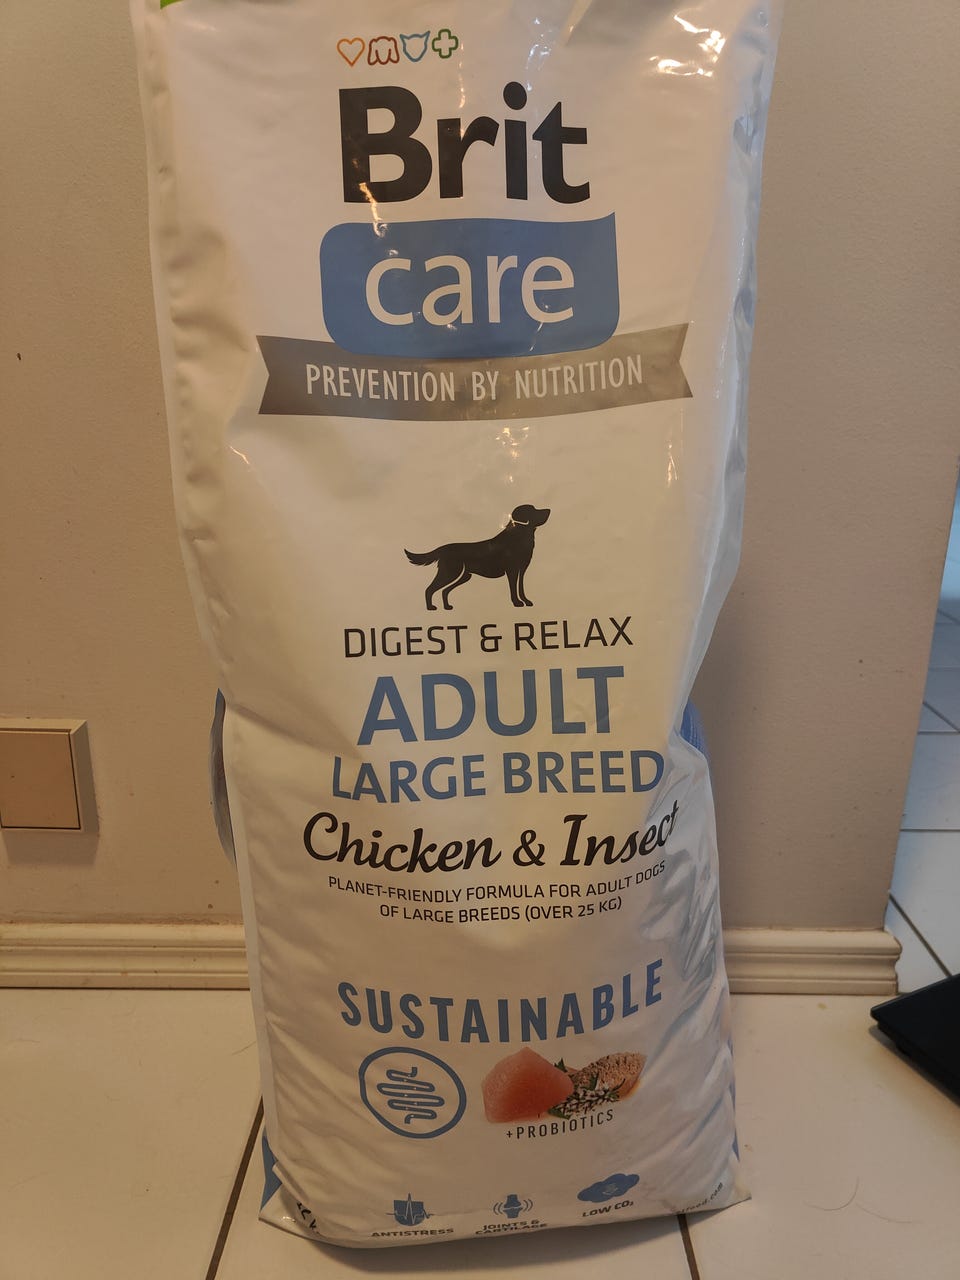 Brit
care
PREVENTION BY NUTRITION
DIGEST & RELAX
ADULT
LARGE BREED
Chicken & Insect
PLANET-FRIENDLY FORMULA FOR ADULT DOGS
OF LARGE BREEDS (OVER 25 KG)
SUSTAINABLE
+PROBIOTICS
ANTISTRESS
JOINTS &
CARTILAGE
LOW CO₂